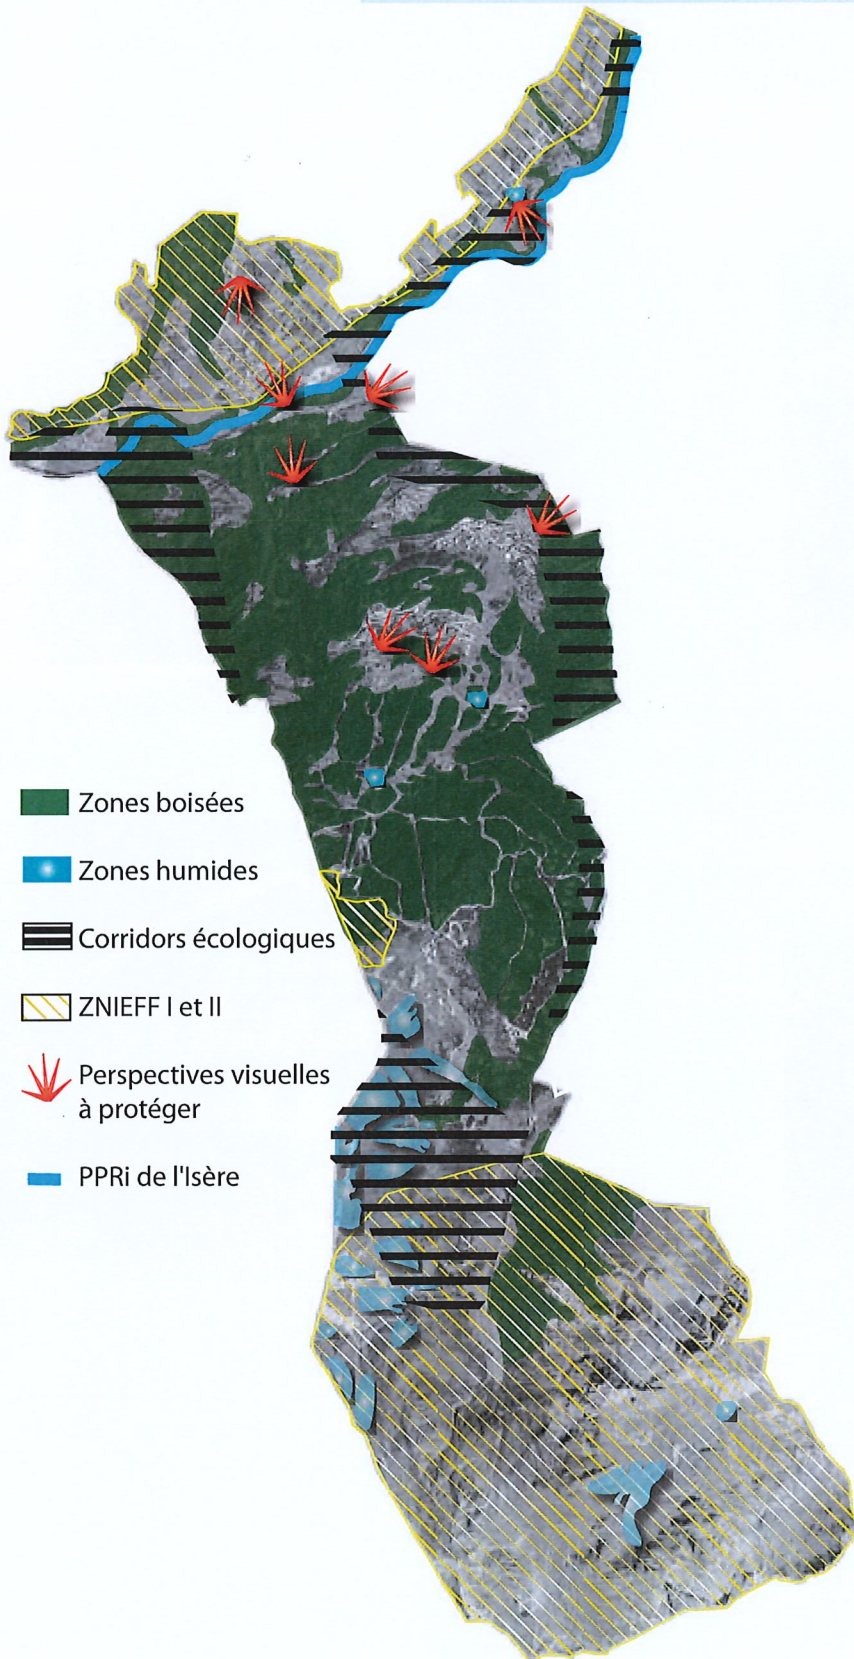 Zones boisées
Zones humides
Corridors écologiques
ZNIEFF I et II
Perspectives visuelles
à protéger
PPRi de l'Isère